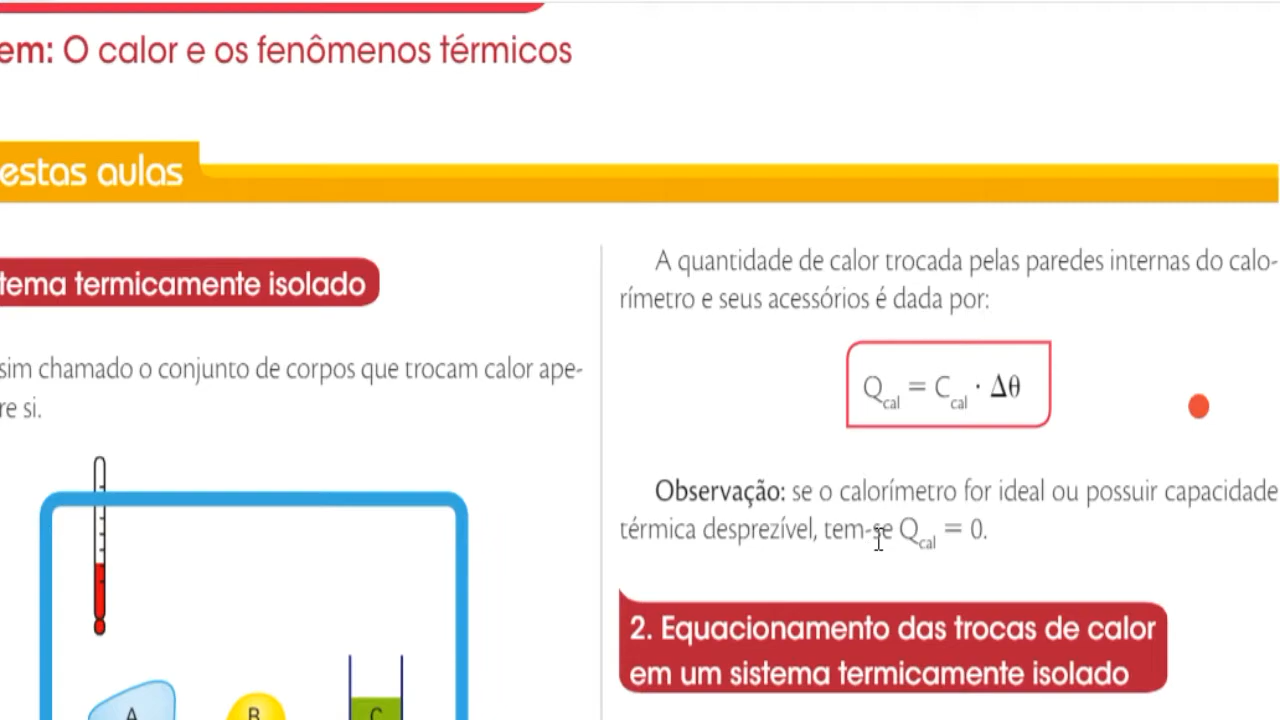 em: O calor e os fenômenos térmicos
estas aulas
tema termicamente isolado
sim chamado o conjunto de corpos que trocam calor ape-
re si.
A B C
A quantidade de calor trocada pelas paredes internas do calo-
rímetro e seus acessórios é dada por:
Qcal = Ccal · Δθ
Observação: se o calorímetro for ideal ou possuir capacidade
térmica desprezível, tem-se Qcal = 0.
2. Equacionamento das trocas de calor
em um sistema termicamente isolado